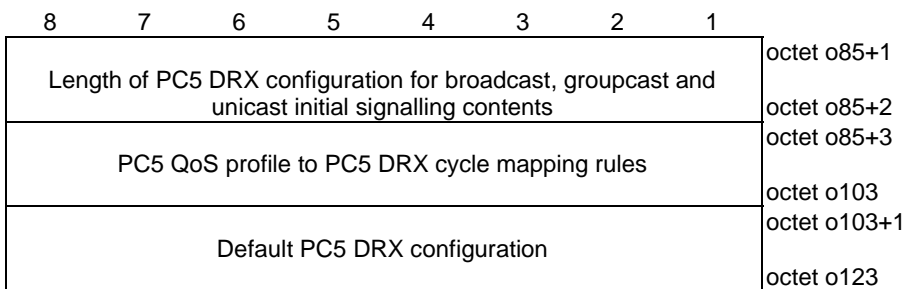 8 7 6 5 4 3 2 1
octet o85+1
Length of PC5 DRX configuration for broadcast, groupcast and
unicast initial signalling contents
octet o85+2
octet o85+3
PC5 QoS profile to PC5 DRX cycle mapping rules
octet o103
octet o103+1
Default PC5 DRX configuration
octet o123